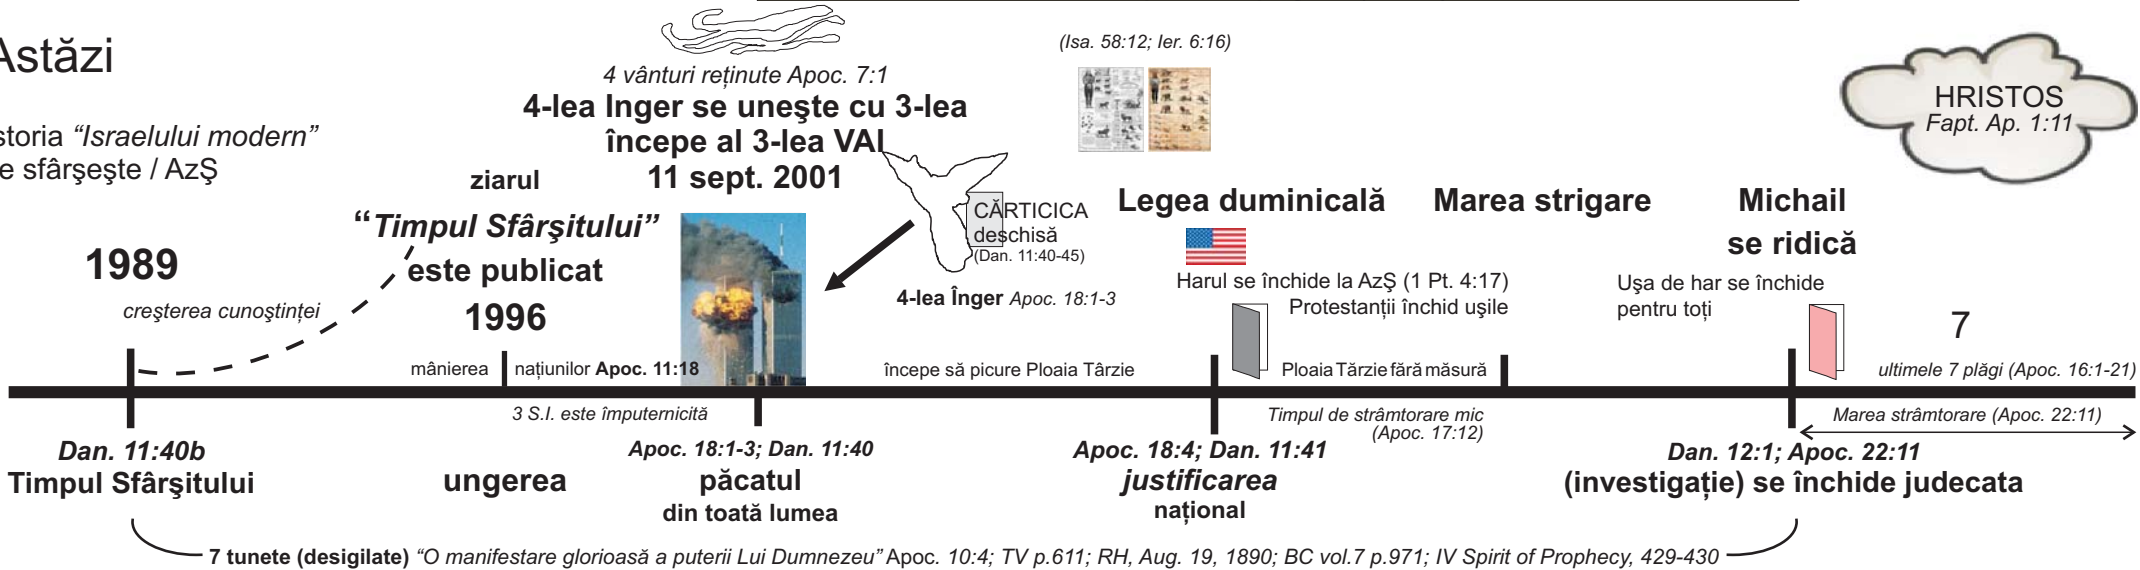 Astăzi
storia “Israelului modern”
e sfârşeşte / AzŞ
1989
creşterea cunoştinţei
ziarul
“Timpul Sfârşitului”
este publicat
1996
4 vânturi reţinute Apoc. 7:1
4-lea Inger se uneşte cu 3-lea
începe al 3-lea VAI
11 sept. 2001
CĂRTICICA
deschisă
(Dan. 11:40-45)
4-lea Înger Apoc. 18:1-3
(Isa. 58:12; Ier. 6:16)
Legea duminicală
Harul se închide la AzŞ (1 Pt. 4:17)
Protestanţii închid uşile
Marea strigare
Michail
se ridică
Uşa de har se închide
pentru toţi
HRISTOS
Fapt. Ap. 1:11
7
ultimele 7 plăgi (Apoc. 16:1-21)
mânierea naţiunilor Apoc. 11:18
începe să picure Ploaia Târzie
Ploaia Tărzie fără măsură
3 S.I. este împuternicită
Timpul de strâmtorare mic
(Apoc. 17:12)
Marea strâmtorare (Apoc. 22:11)
Dan. 11:40b
Timpul Sfârşitului
ungerea
Apoc. 18:1-3; Dan. 11:40
păcatul
din toată lumea
Apoc. 18:4; Dan. 11:41
justificarea
naţional
Dan. 12:1; Apoc. 22:11
(investigaţie) se închide judecata
7 tunete (desigilate) “O manifestare glorioasă a puterii Lui Dumnezeu” Apoc. 10:4; TV p.611; RH, Aug. 19, 1890; BC vol.7 p.971; IV Spirit of Prophecy, 429-430